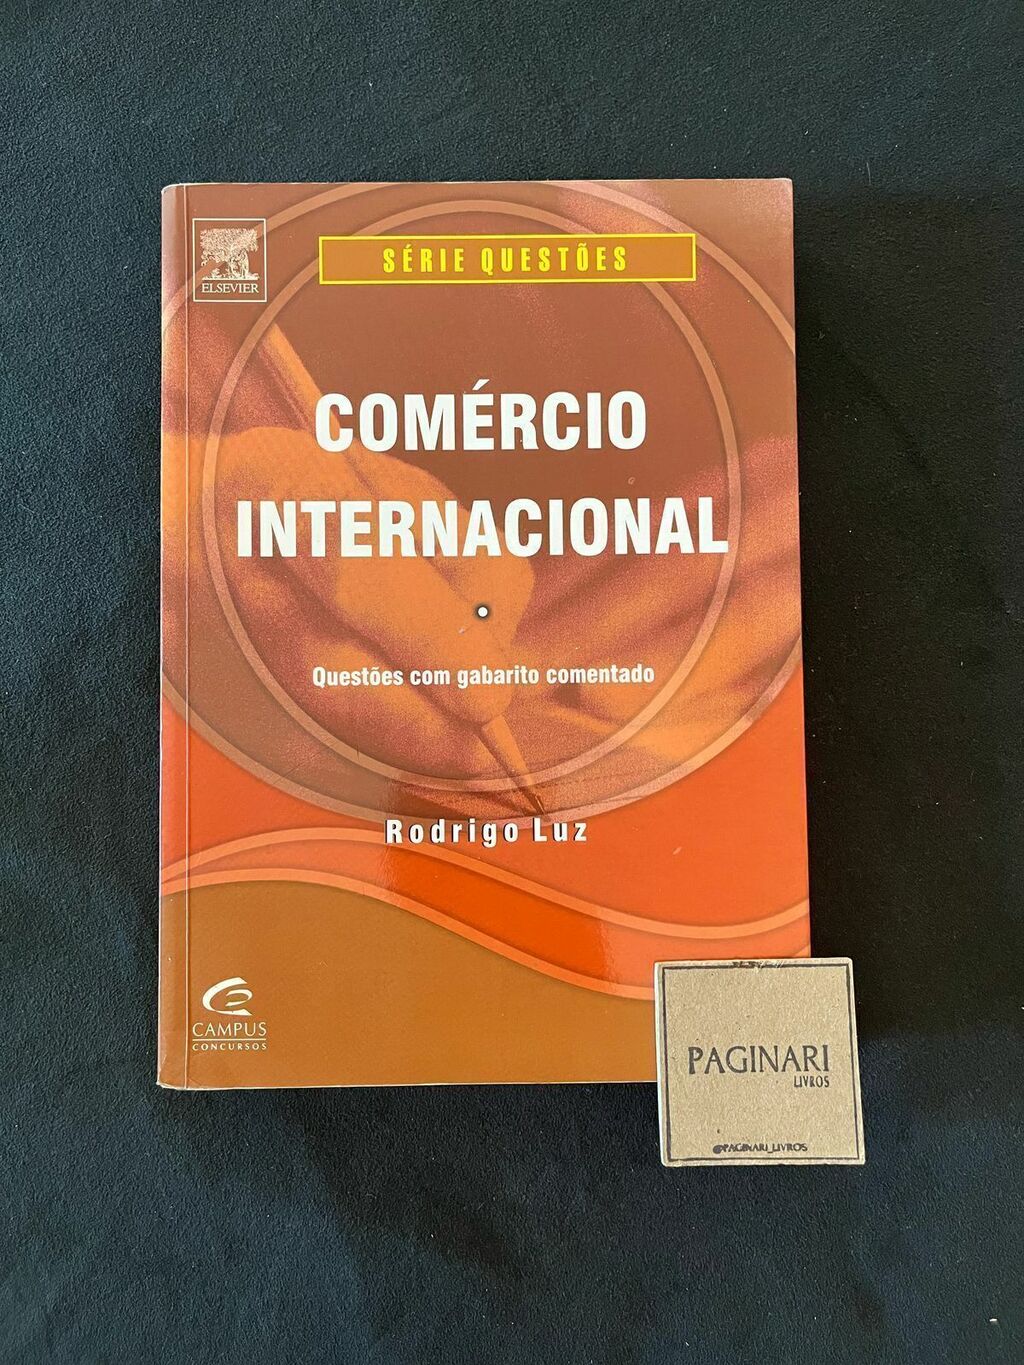 ELSEVIER
SÉRIE QUESTÕES
COMÉRCIO
INTERNACIONAL
Questões com gabarito comentado
Rodrigo Luz
CAMPUS
CONCURSOS
PAGINARI
LIVROS
@PAGINARI_LIVROS